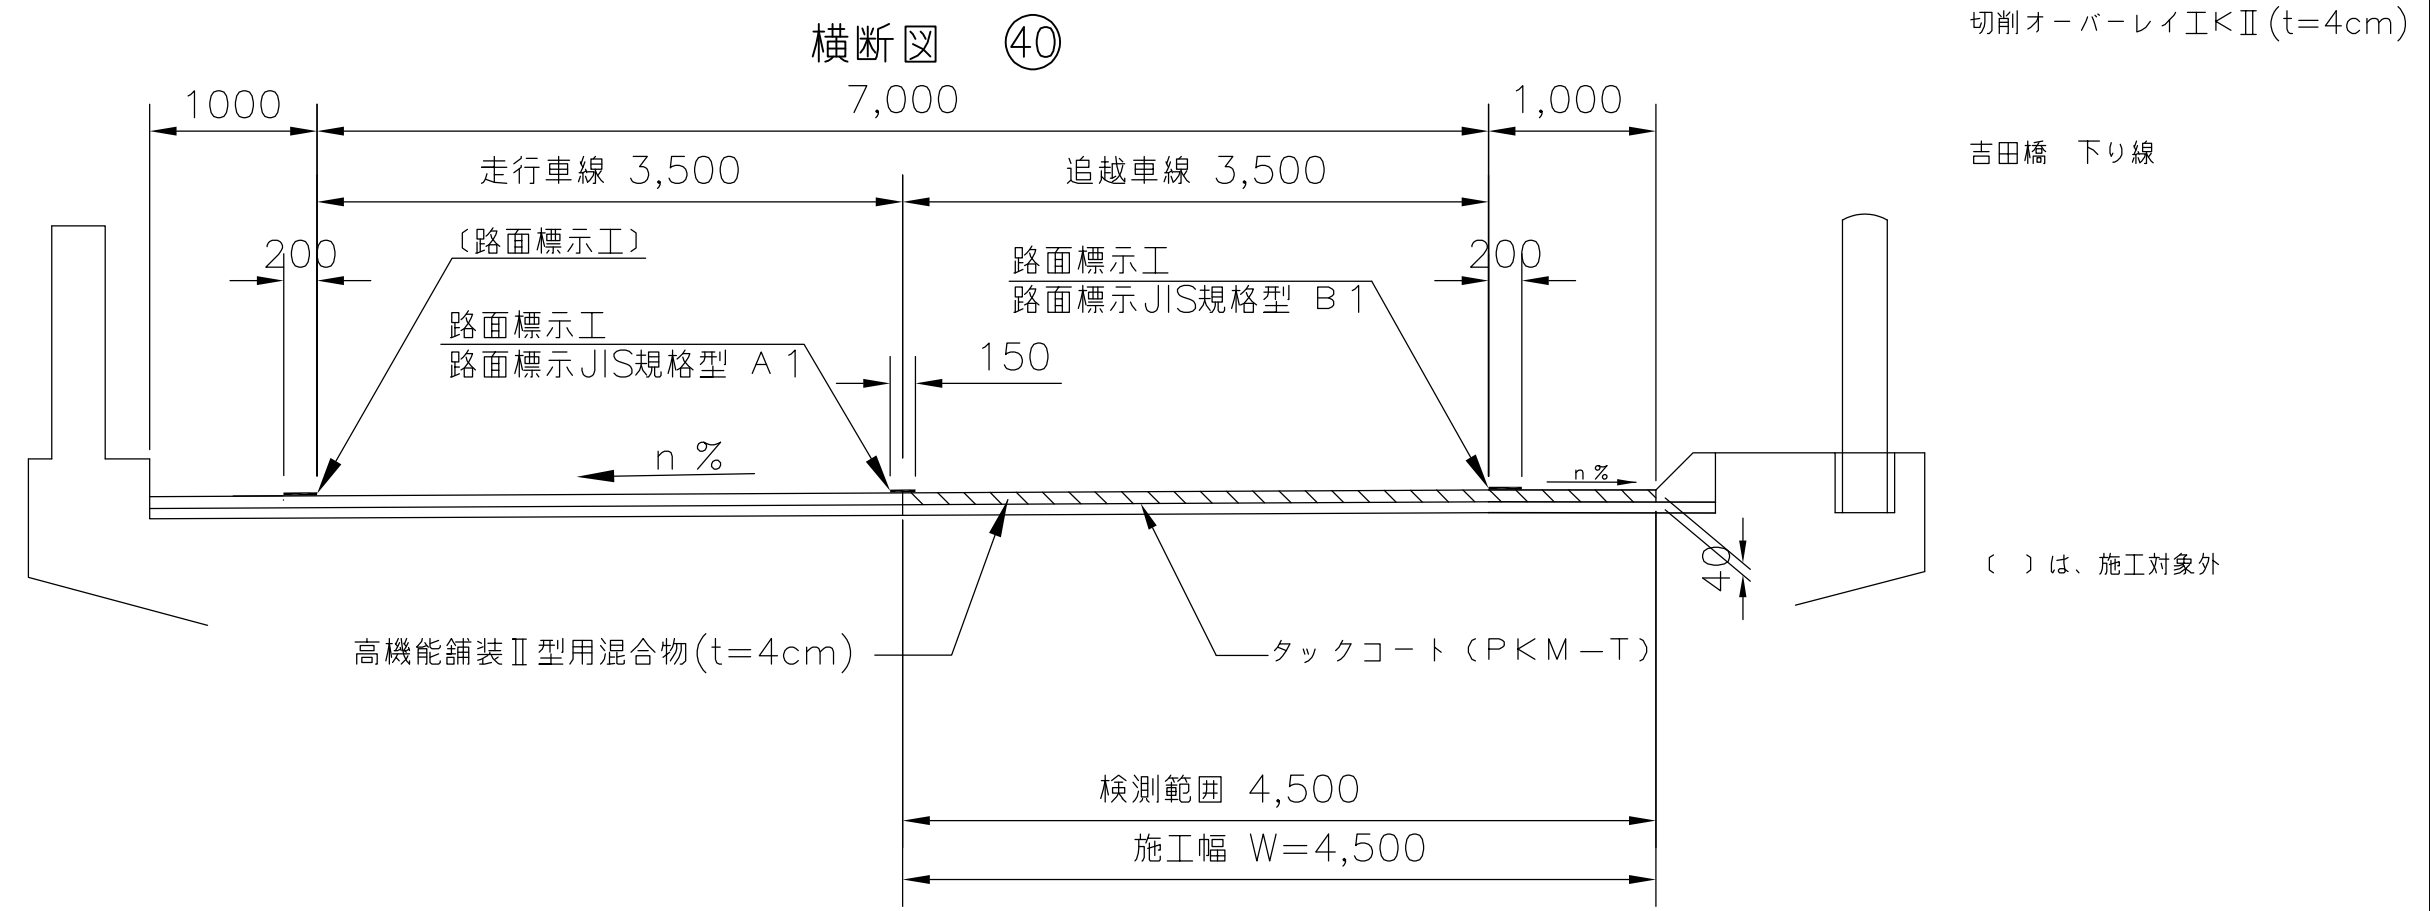 横断図 ㊵
切削オーバーレイ工KⅡ(t=4cm)
1000
7,000
1,000
走行車線 3,500
追越車線 3,500
吉田橋 下り線
200
〔路面標示工〕
路面標示工
路面標示JIS規格型 B1
200
路面標示工
路面標示JIS規格型 A1
150
n %
n %
40
〔 〕は、施工対象外
高機能舗装Ⅱ型用混合物(t=4cm)
タックコート(PKM-T)
検測範囲 4,500
施工幅 W=4,500